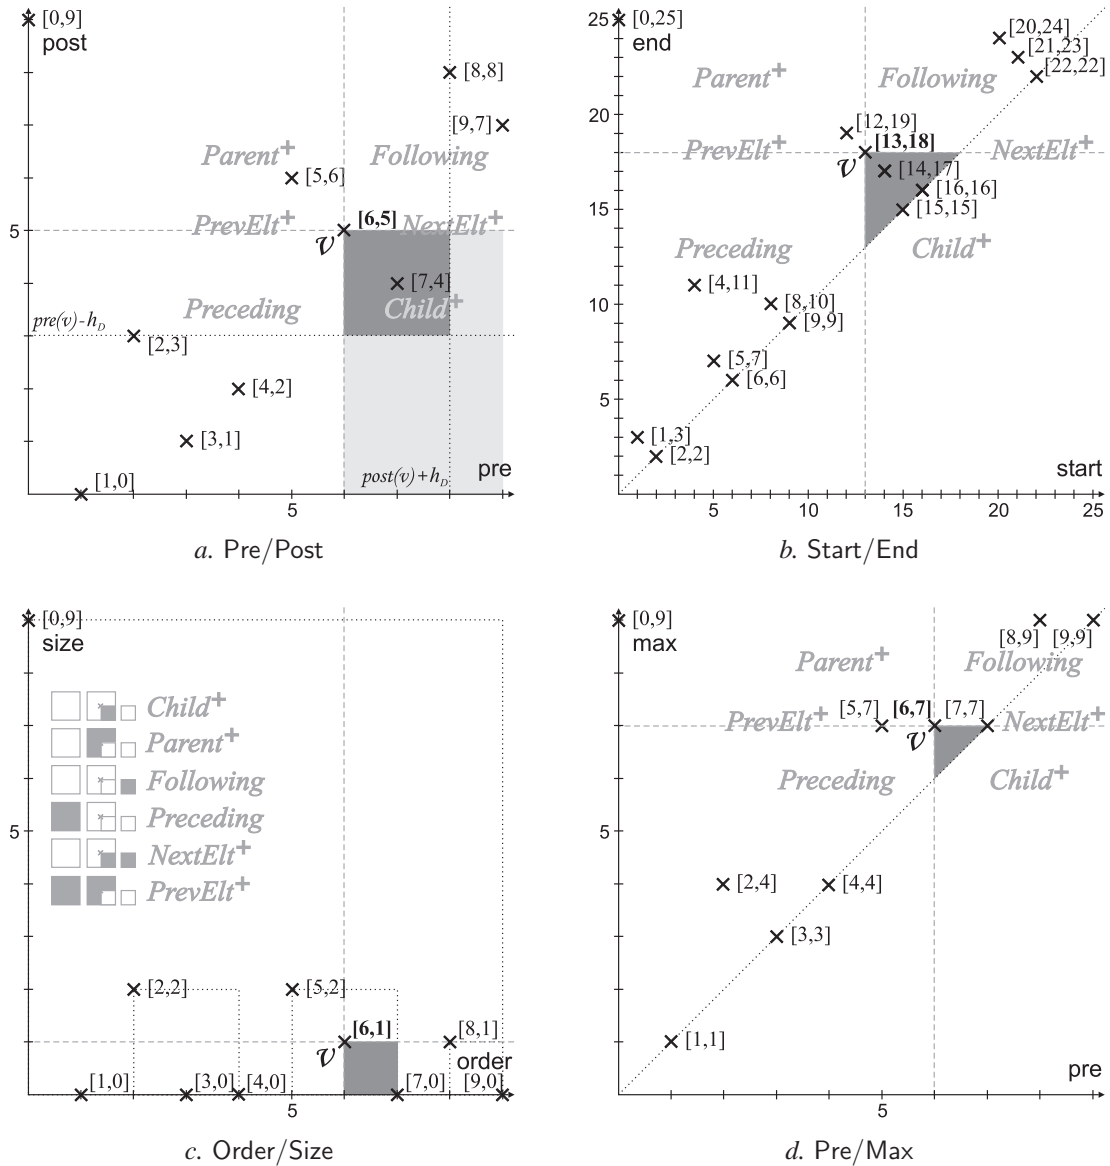 [0,9]
post
[8,8]
[9,7]
Parent+
Following
[5,6]
PrevElt+
[6,5]
NextElt+
5
v
[7,4]
Preceding
Child+
pre(v)-hD
[2,3]
[4,2]
[3,1]
[1,0]
post(v)+hD
pre
5
a. Pre/Post
25
[0,25]
end
[20,24]
[21,23]
[22,22]
Parent+
Following
20
[12,19]
[13,18]
PrevElt+
NextElt+
v
[14,17]
[16,16]
15
[15,15]
Preceding
Child+
[4,11]
10
[8,10]
[9,9]
[5,7]
[6,6]
5
[1,3]
[2,2]
start
5 10 15 20 25
b. Start/End
[0,9]
size
Child+
Parent+
Following
5
Preceding
NextElt+
PrevElt+
[2,2]
[5,2]
[6,1]
[8,1]
v
order
[1,0]
[3,0]
[4,0]
[7,0]
[9,0]
5
c. Order/Size
[0,9]
max
[8,9]
[9,9]
Parent+
Following
[5,7]
[6,7]
[7,7]
PrevElt+
NextElt+
v
Preceding
Child+
5
[2,4]
[4,4]
[3,3]
[1,1]
pre
5
d. Pre/Max